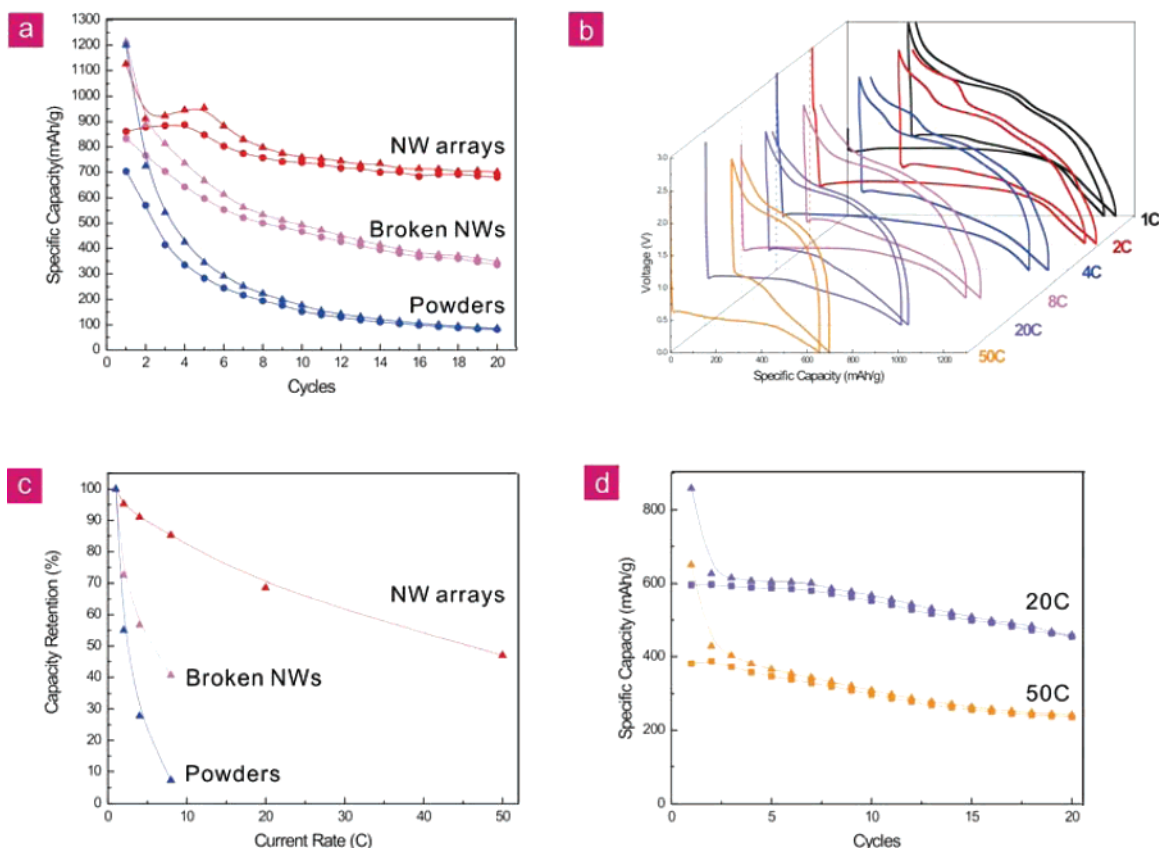 a
1300
1200
1100
1000
900
800
700
600
500
400
300
200
100
0
Specific Capacity(mAh/g)
NW arrays
Broken NWs
Powders
0 2 4 6 8 10 12 14 16 18 20
Cycles
b
3.0
2.5
2.0
1.5
1.0
0.5
0.0
Voltage (V)
1C
2C
4C
8C
20C
50C
0 200 400 600 800 1000 1200
Specific Capacity (mAh/g)
c
100
90
80
70
60
50
40
30
20
10
0
Capacity Retention (%)
NW arrays
Broken NWs
Powders
0 10 20 30 40 50
Current Rate (C)
d
800
600
400
200
0
Specific Capacity (mAh/g)
20C
50C
0 5 10 15 20
Cycles